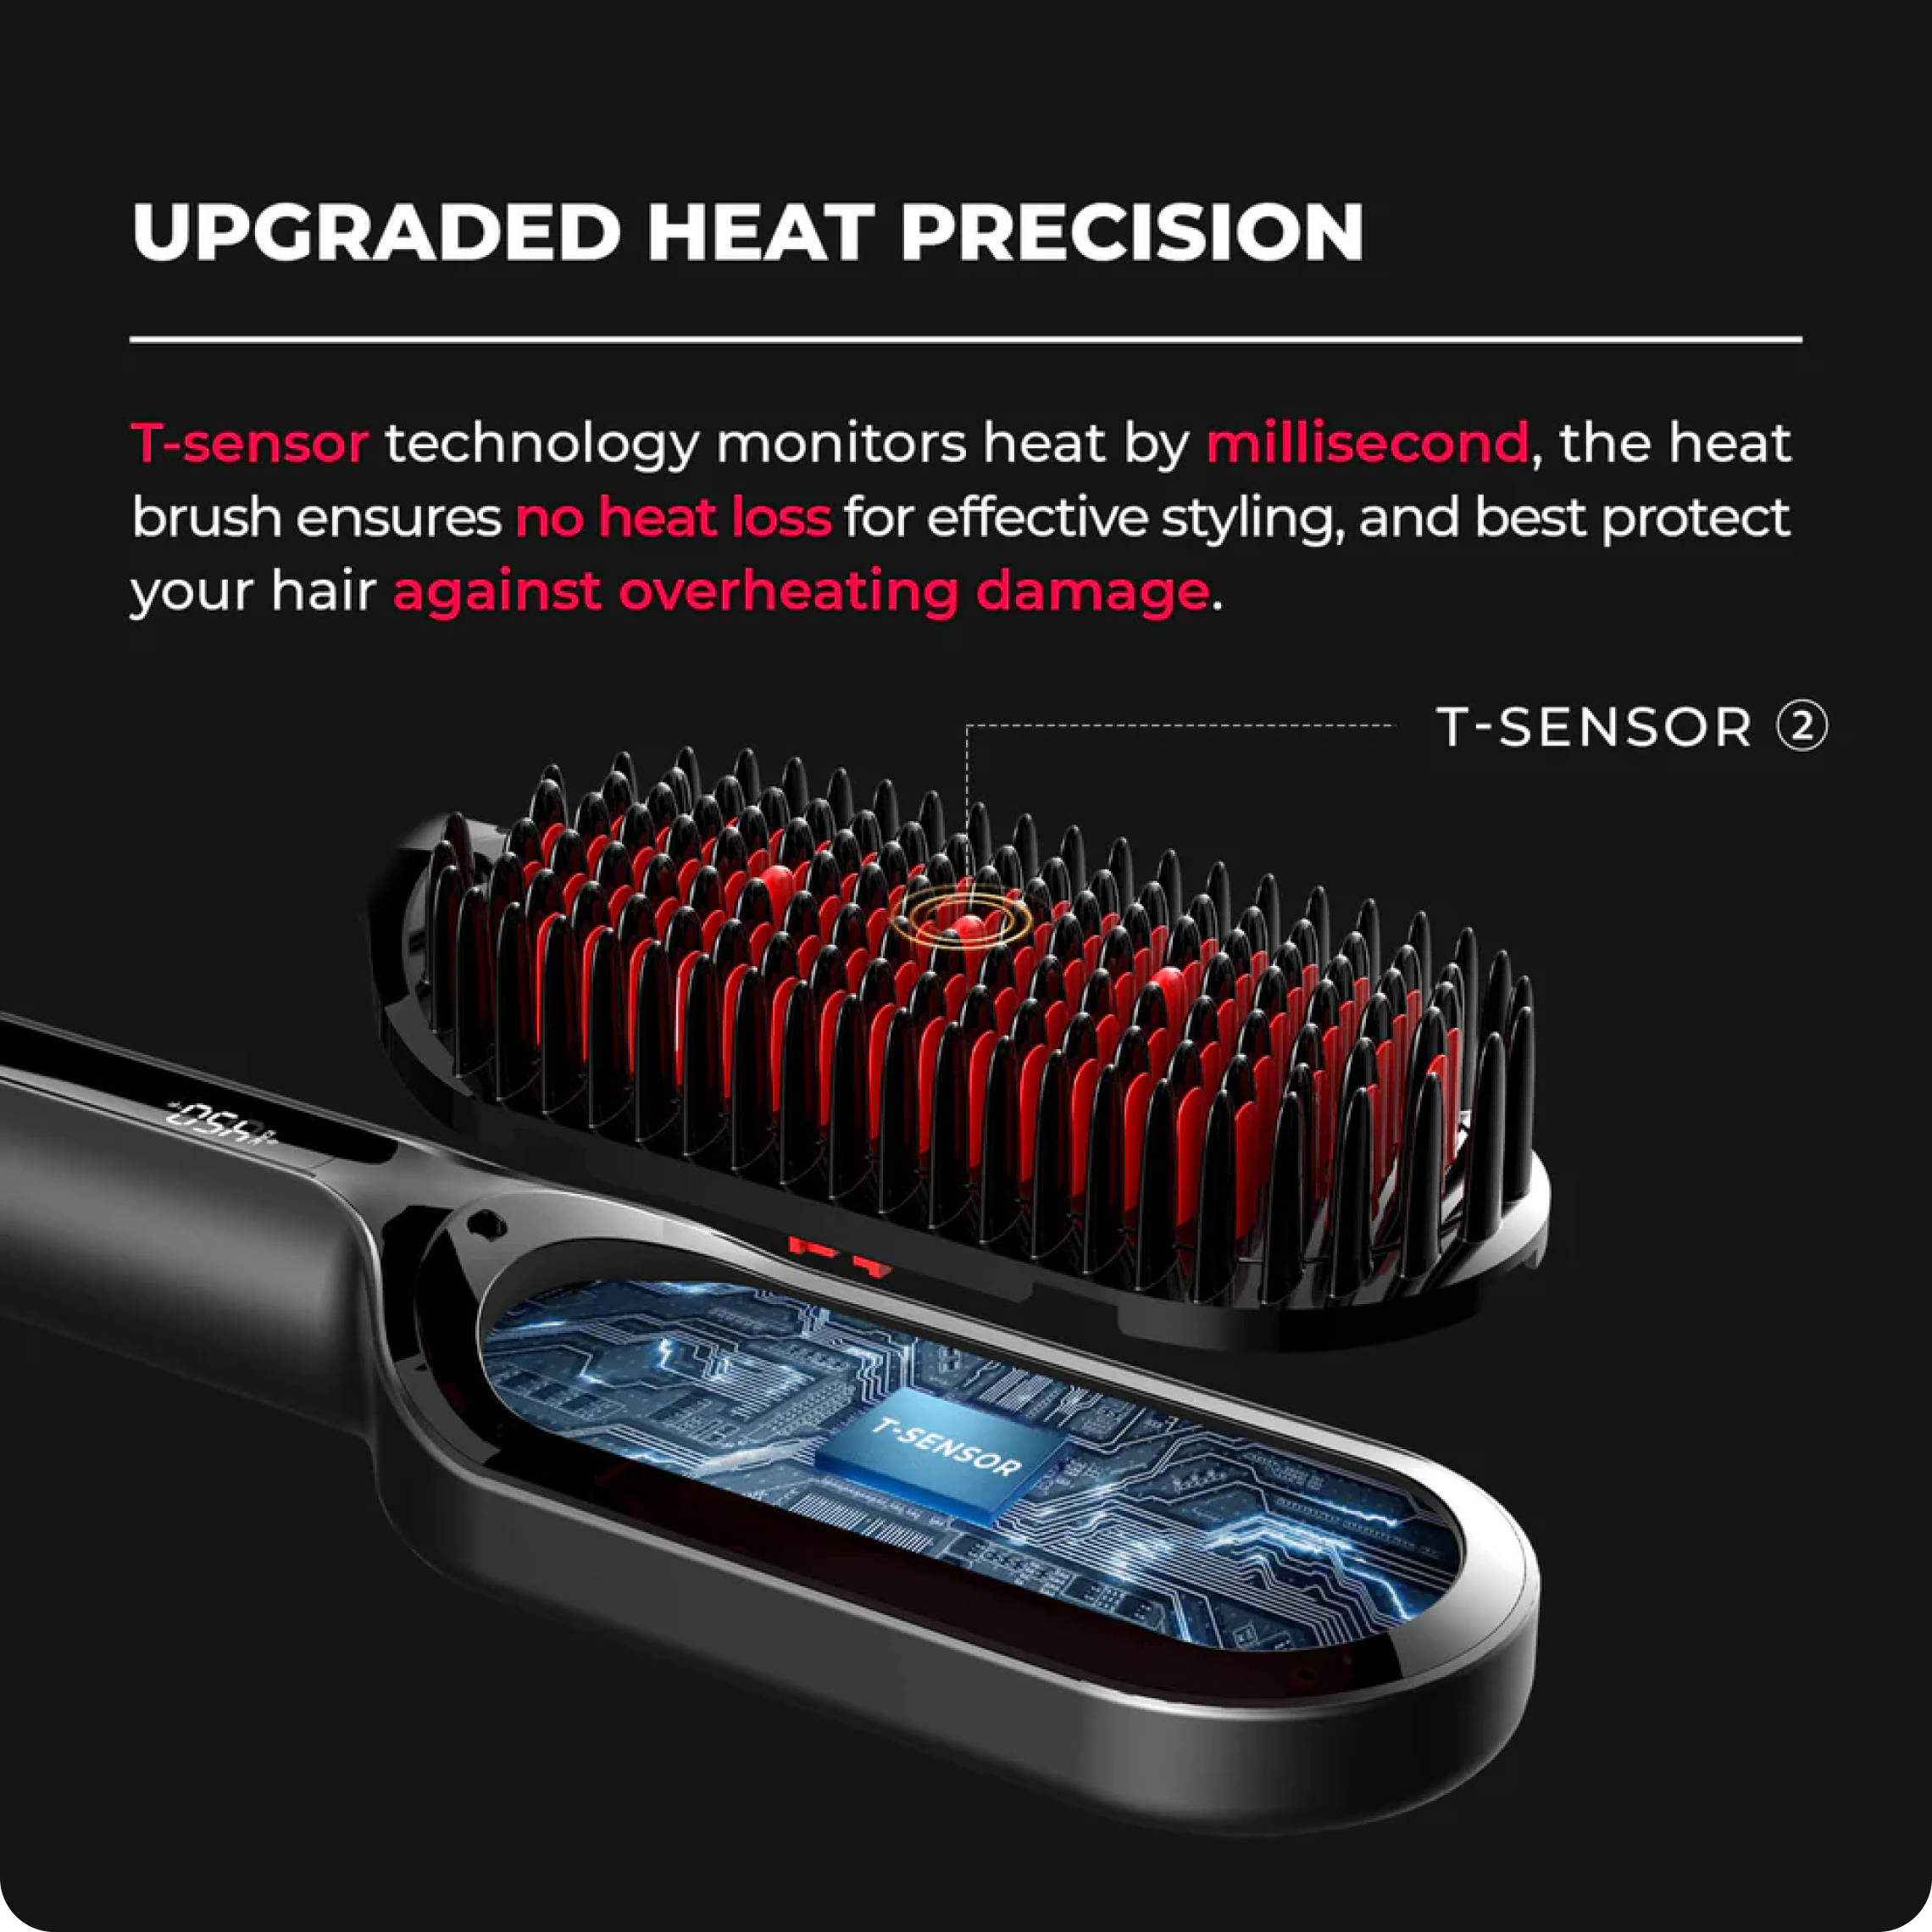 UPGRADED HEAT PRECISION
T-sensor technology monitors heat by millisecond, the heat
brush ensures no heat loss for effective styling, and best protect
your hair against overheating damage.
T-SENSOR ②
T-SENSOR